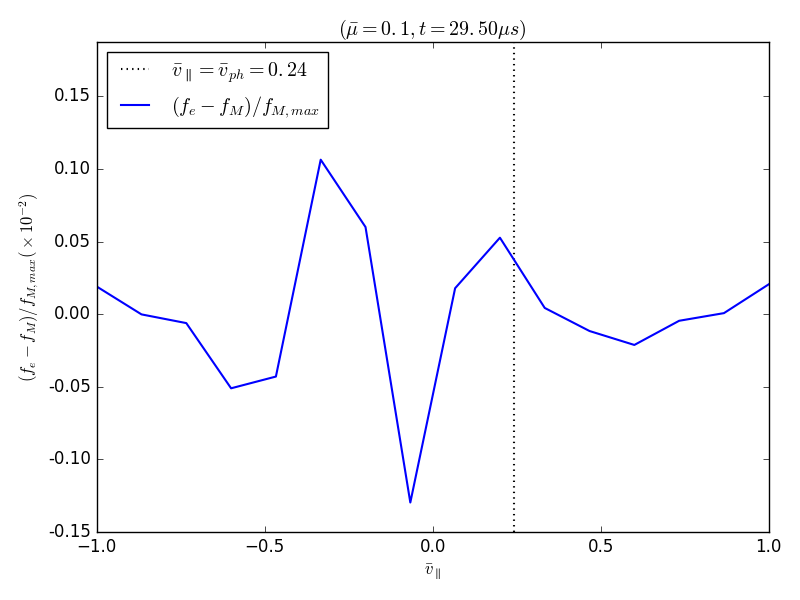 (μ̄ = 0.1, t = 29.50μs)
v̄∥ = v̄ph = 0.24
(fe − fM)/fM,max
0.15
0.10
0.05
0.00
-0.05
-0.10
-0.15
(fe − fM)/fM,max(×10⁻²)
−1.0 −0.5 0.0 0.5 1.0
v̄∥